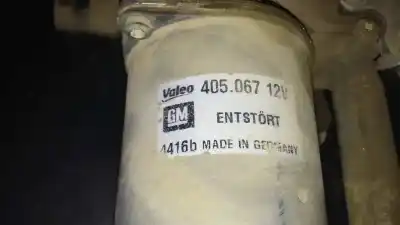 Valeo 405.067 12V
GM ENTSTÖRT
4416b MADE IN GERMANY